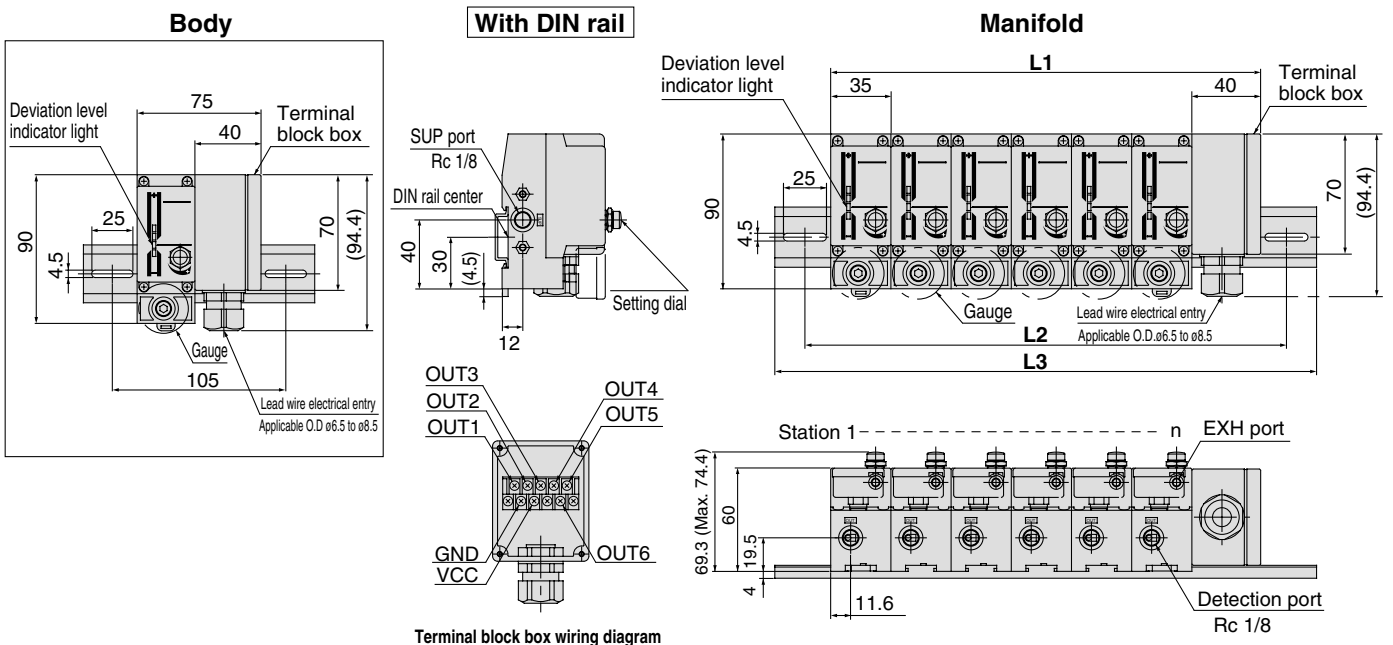 Body
With DIN rail
Manifold
Deviation level
indicator light
75
40
Terminal
block box
90
25
4.5
70
(94.4)
Gauge
105
Lead wire electrical entry
Applicable O.D ø6.5 to ø8.5
SUP port
Rc 1/8
DIN rail center
40
30
(4.5)
12
Setting dial
Deviation level
indicator light
L1
35
40
Terminal
block box
90
25
4.5
70
(94.4)
Gauge
Lead wire electrical entry
Applicable O.D.ø6.5 to ø8.5
L2
L3
OUT3
OUT2
OUT1
OUT4
OUT5
GND
VCC
OUT6
Terminal block box wiring diagram
Station 1
n
EXH port
69.3 (Max. 74.4)
60
19.5
4
11.6
Detection port
Rc 1/8